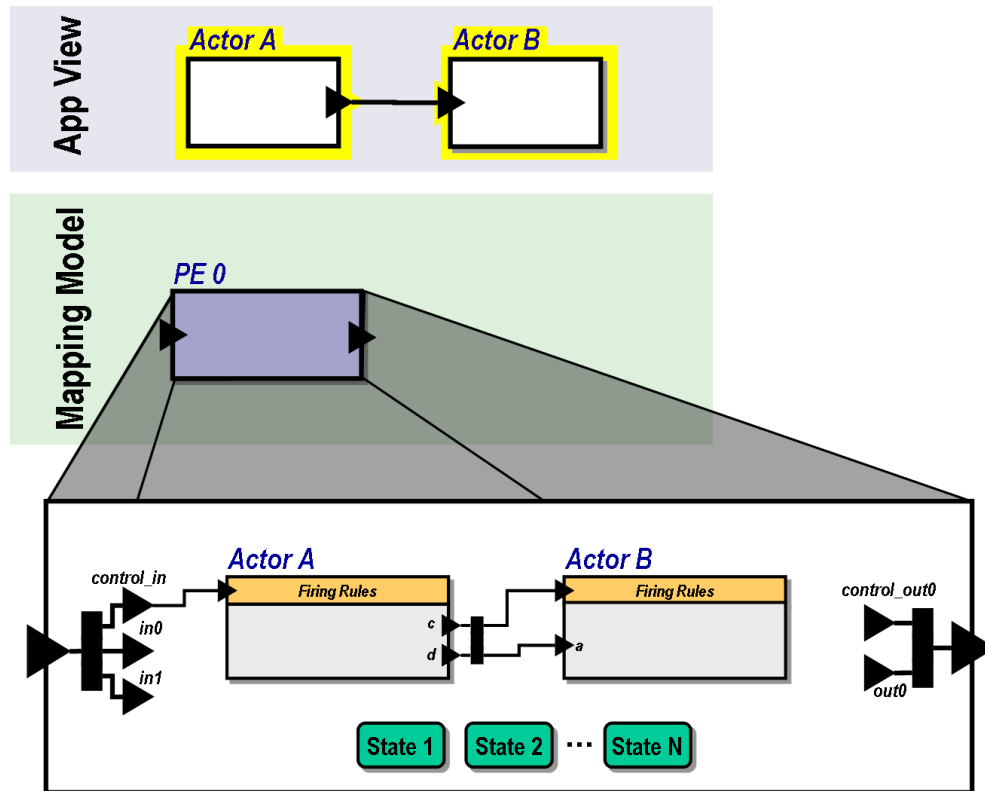 App View
Actor A
Actor B
Mapping Model
PE 0
Actor A
Actor B
control_in
Firing Rules
Firing Rules
control_out0
in0
c
d
a
in1
out0
State 1
State 2
...
State N